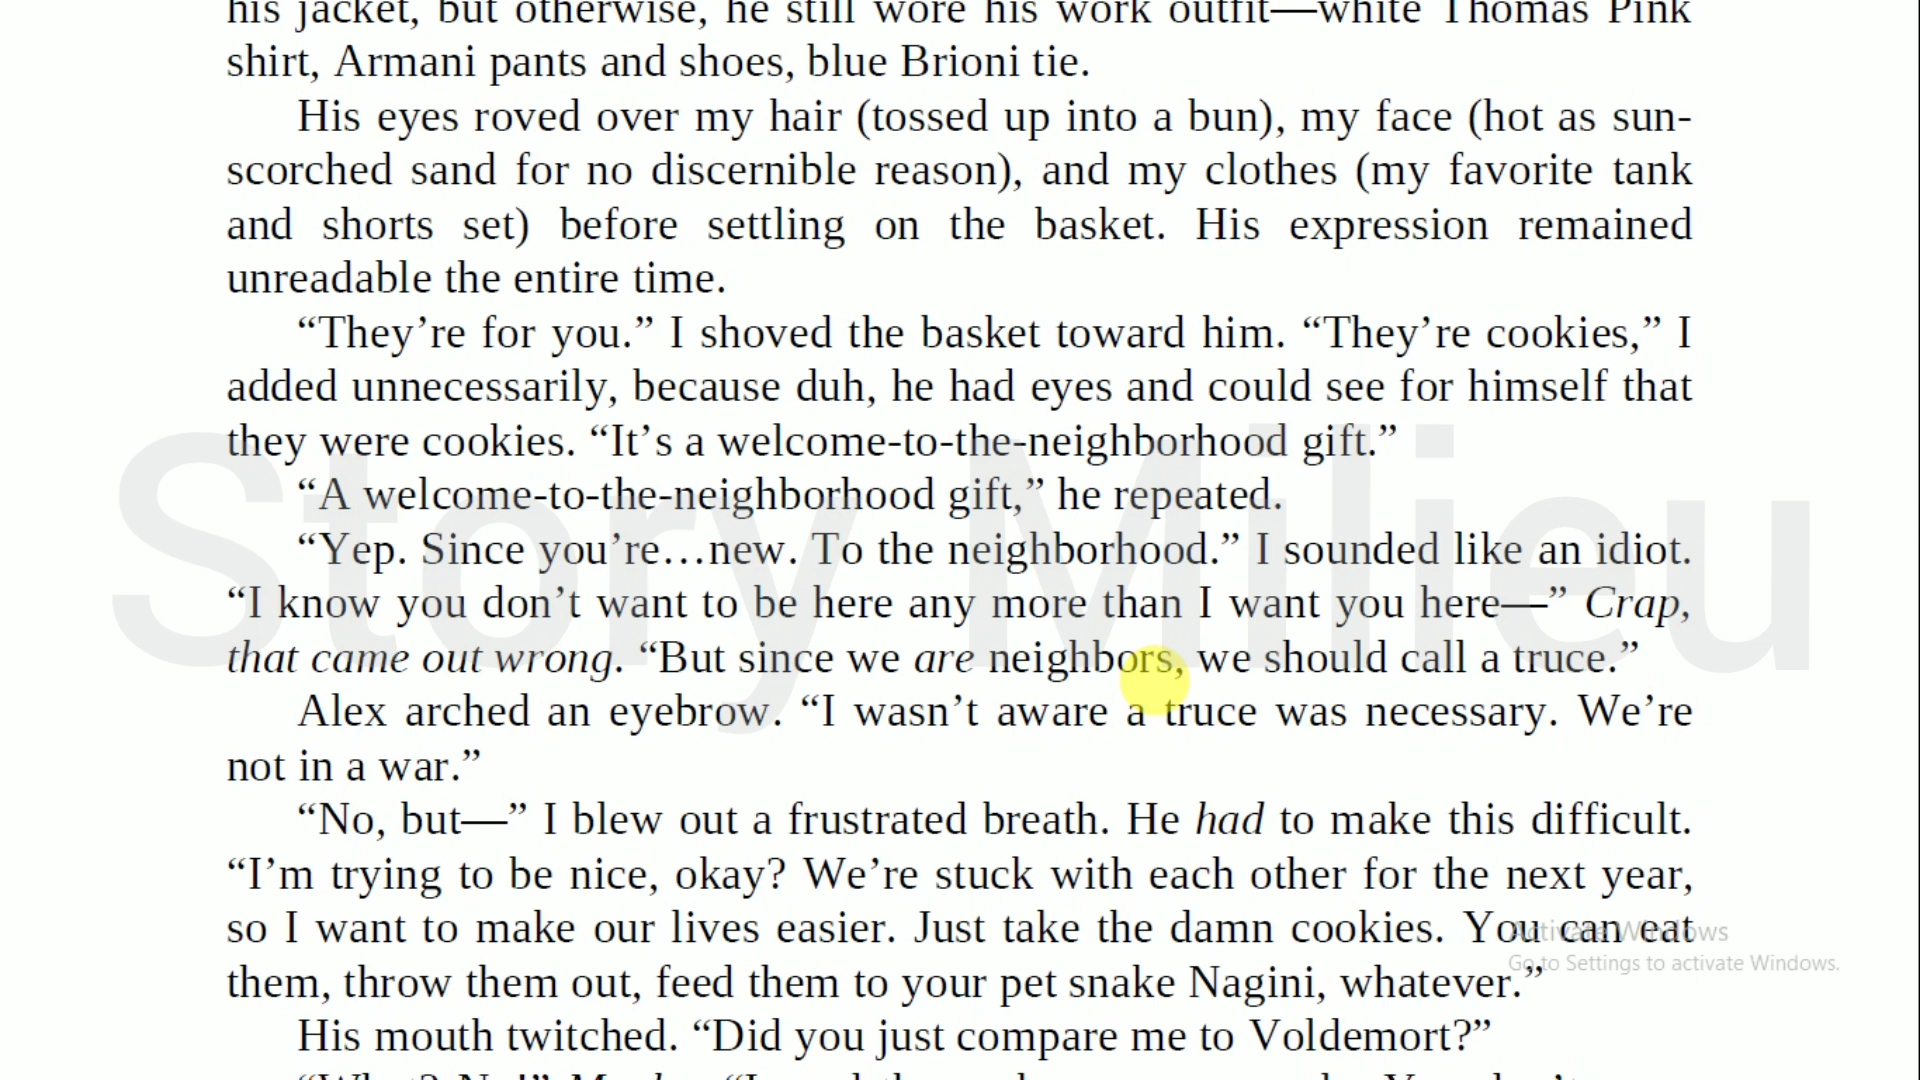 his jacket, but otherwise, he still wore his work outfit—white Thomas Pink
shirt, Armani pants and shoes, blue Brioni tie.
His eyes roved over my hair (tossed up into a bun), my face (hot as sun-
scorched sand for no discernible reason), and my clothes (my favorite tank
and shorts set) before settling on the basket. His expression remained
unreadable the entire time.
“They’re for you.” I shoved the basket toward him. “They’re cookies,” I
added unnecessarily, because duh, he had eyes and could see for himself that
they were cookies. “It’s a welcome-to-the-neighborhood gift.”
“A welcome-to-the-neighborhood gift,” he repeated.
“Yep. Since you’re…new. To the neighborhood.” I sounded like an idiot.
“I know you don’t want to be here any more than I want you here—” Crap,
that came out wrong. “But since we are neighbors, we should call a truce.”
Alex arched an eyebrow. “I wasn’t aware a truce was necessary. We’re
not in a war.”
“No, but—” I blew out a frustrated breath. He had to make this difficult.
“I’m trying to be nice, okay? We’re stuck with each other for the next year,
so I want to make our lives easier. Just take the damn cookies. You can eat
them, throw them out, feed them to your pet snake Nagini, whatever.”
His mouth twitched. “Did you just compare me to Voldemort?”
“What? No!”
Story Milieu
Activate Windows
Go to Settings to activate Windows.